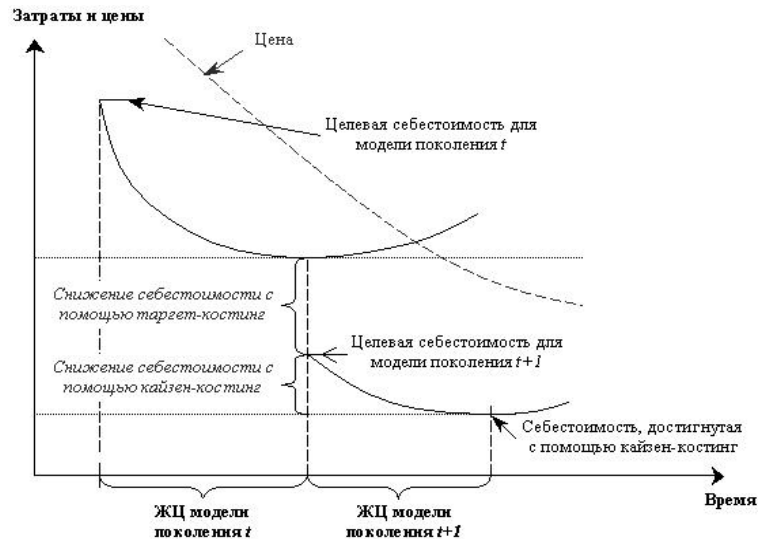 Затраты и цены
Цена
Целевая себестоимость для
модели поколения t
Снижение себестоимости с
помощью таргет-костинг
Целевая себестоимость для
модели поколения t+1
Снижение себестоимости с
помощью кайзен-костинг
Себестоимость, достигнутая
с помощью кайзен-костинг
Время
ЖЦ модели
поколения t
ЖЦ модели
поколения t+1